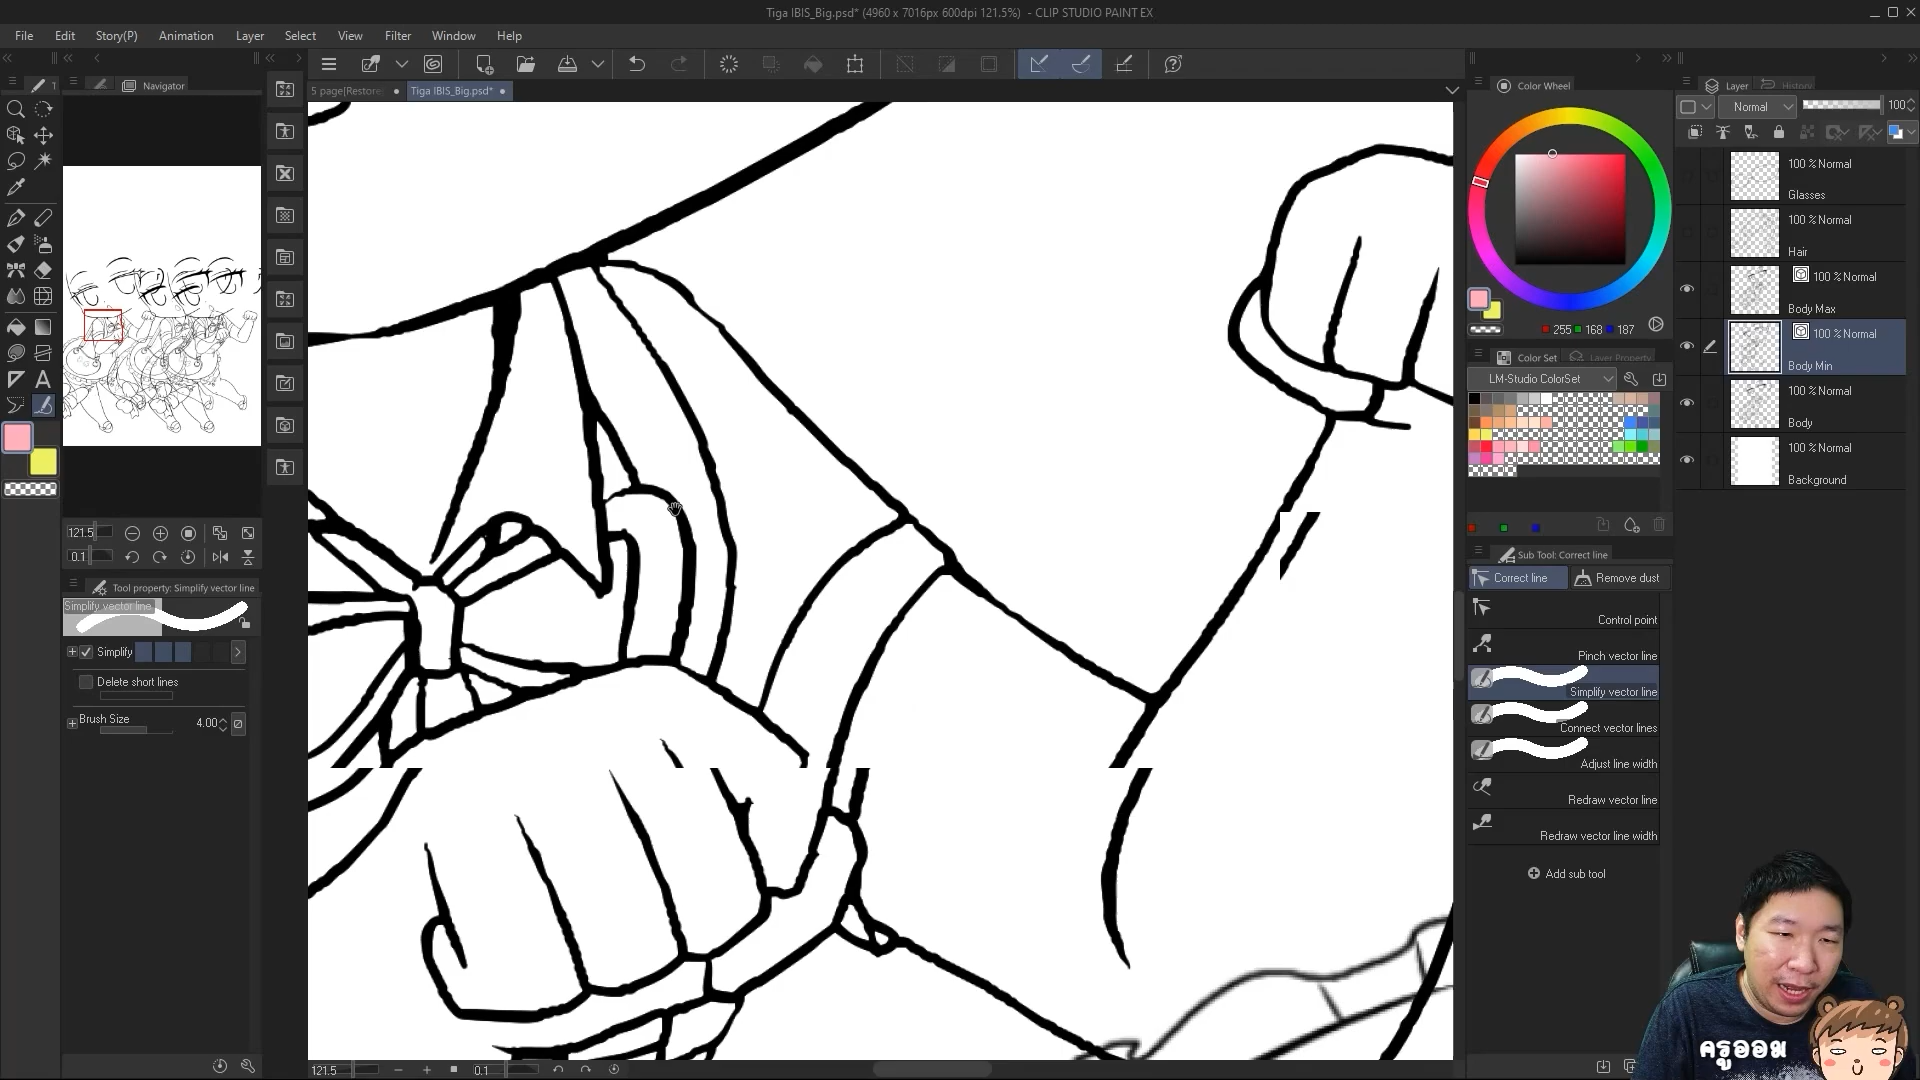 Tiga IBIS_Big.psd* (4960 x 7016px 600dpi 121.5%) - CLIP STUDIO PAINT EX
File Edit Story(P) Animation Layer Select View Filter Window Help
Navigator
5 page[Restore
Tiga IBIS_Big.psd*
Color Wheel
Layer
History
Normal
100
100 % Normal
Glasses
100 % Normal
Hair
100 % Normal
Body Max
100 % Normal
Body Min
100 % Normal
Body
100 % Normal
Background
255 168 187
Color Set
Layer Property
LM-Studio ColorSet
Sub Tool: Correct line
Correct line
Remove dust
Control point
Pinch vector line
Simplify vector line
Connect vector lines
Adjust line width
Redraw vector line
Redraw vector line width
Add sub tool
121.5
0.1
Tool property: Simplify vector line
Simplify vector line
Simplify
Delete short lines
Brush Size
4.00
121.5
0.1
ครูออม